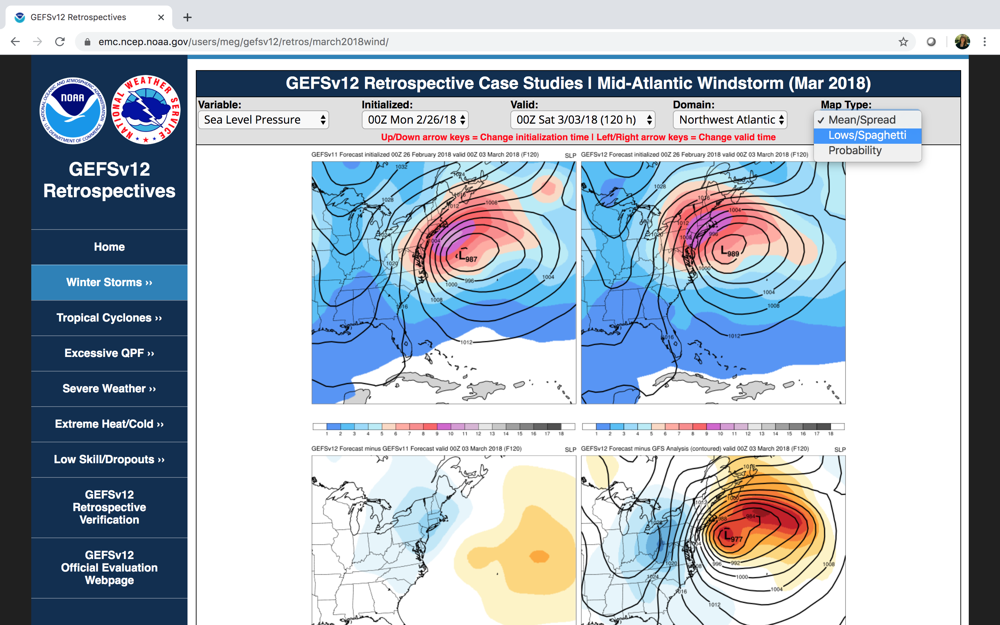 GEFSv12 Retrospectives
emc.ncep.noaa.gov/users/meg/gefsv12/retros/march2018wind/
NATIONAL OCEANIC AND ATMOSPHERIC ADMINISTRATION
NOAA
U.S. DEPARTMENT OF COMMERCE
NATIONAL WEATHER SERVICE
GEFSv12
Retrospectives
Home
Winter Storms ››
Tropical Cyclones ››
Excessive QPF ››
Severe Weather ››
Extreme Heat/Cold ››
Low Skill/Dropouts ››
GEFSv12
Retrospective
Verification
GEFSv12
Official Evaluation
Webpage
GEFSv12 Retrospective Case Studies | Mid-Atlantic Windstorm (Mar 2018)
Variable: Initialized: Valid: Domain: Map Type:
Sea Level Pressure 00Z Mon 2/26/18 00Z Sat 3/03/18 (120 h) Northwest Atlantic ✓ Mean/Spread
Lows/Spaghetti
Probability
Up/Down arrow keys = Change initialization time | Left/Right arrow keys = Change valid time
GEFSv11 Forecast initialized 00Z 26 February 2018 valid 00Z 03 March 2018 (F120) SLP
1032
1024
1016
1028
1012
1008
1024
1004
L987
1020
1004
996
1000
1008
1016
1012
1 2 3 4 5 6 7 8 9 10 11 12 13 14 15 16 17 18
GEFSv12 Forecast initialized 00Z 26 February 2018 valid 00Z 03 March 2018 (F120)
1028
1016
1004
1024
1012
1020
1008
996
L989
1000
1004
1008
1012
1016
1 2 3 4 5 6 7 8 9 10 11 12 13 14 15 16 17 18
GEFSv12 Forecast minus GEFSv11 Forecast valid 00Z 03 March 2018 (F120) SLP
GEFSv12 Forecast minus GFS Analysis (contoured) valid 00Z 03 March 2018 (F120) SLP
1016
1000
1012
988
984
1028
L977
1004
1020
996
992
1008
1024
1000
1004
1016
1012